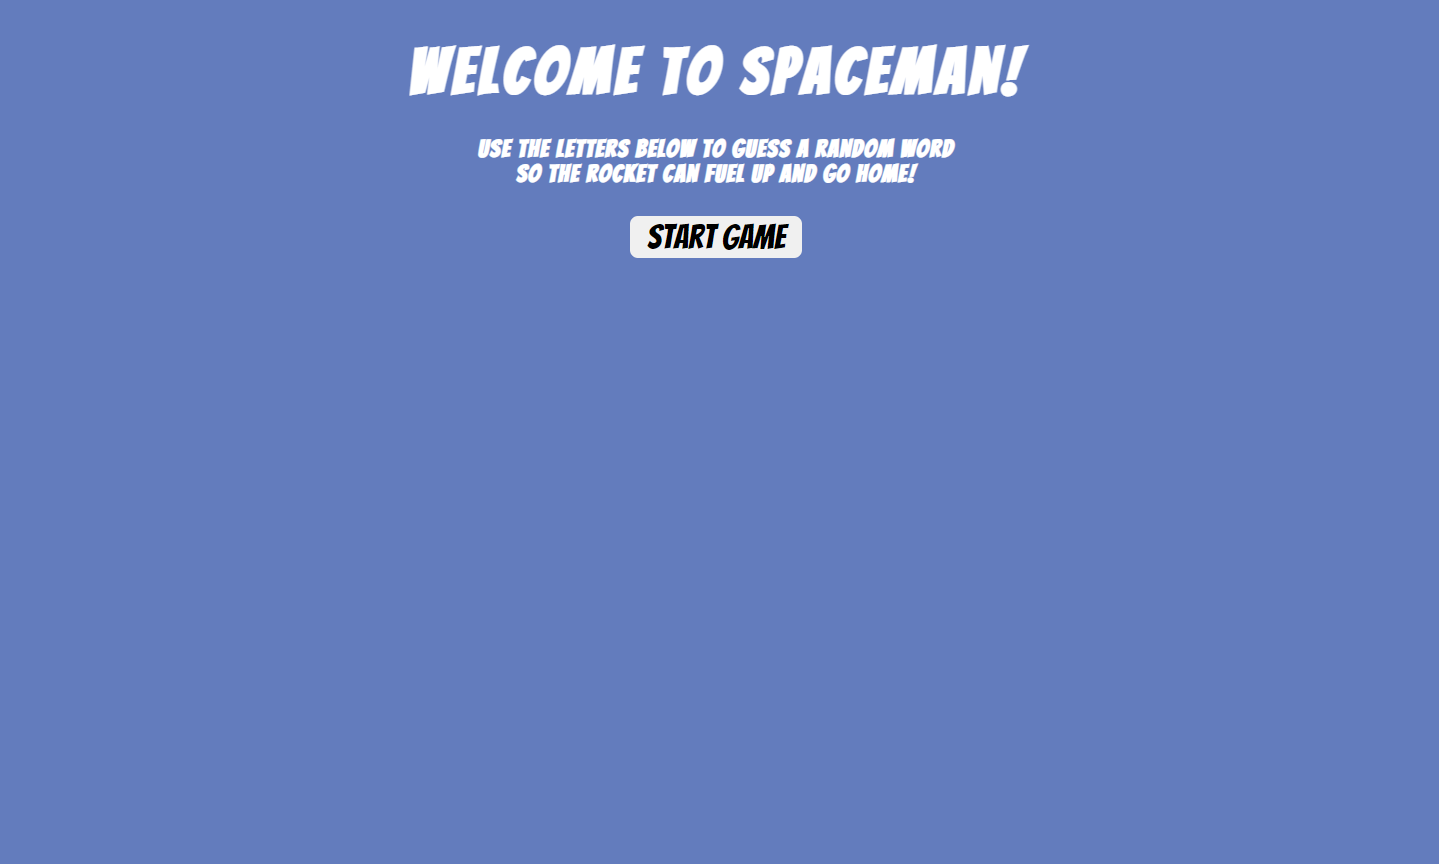 WELCOME TO SPACEMAN!
USE THE LETTERS BELOW TO GUESS A RANDOM WORD
SO THE ROCKET CAN FUEL UP AND GO HOME!
START GAME